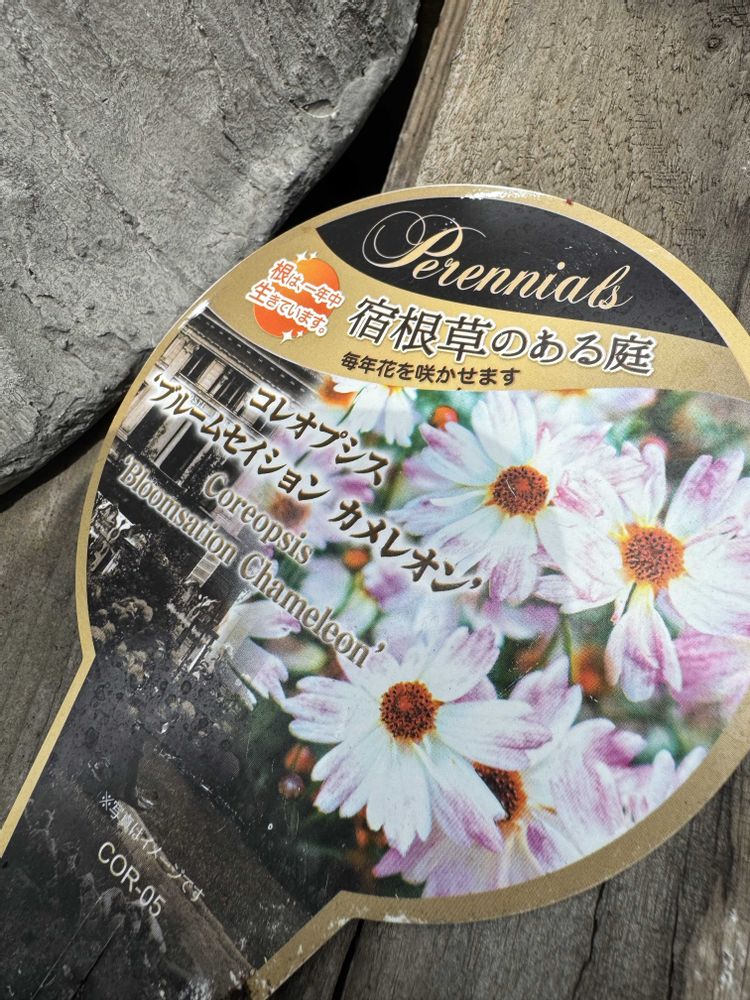 Perennials
根は、一年中
生きています。
宿根草のある庭
毎年花を咲かせます
コレオプシス
'ブルームセイション カメレオン'
Coreopsis
'Bloomsation Chameleon'
※写真はイメージです
COR-05